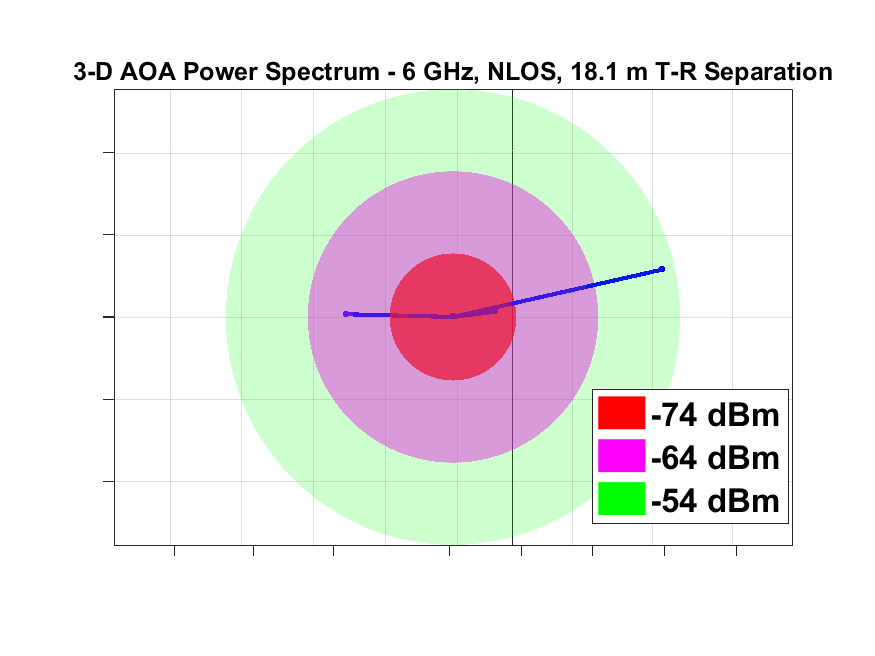 3-D AOA Power Spectrum - 6 GHz, NLOS, 18.1 m T-R Separation
-74 dBm
-64 dBm
-54 dBm